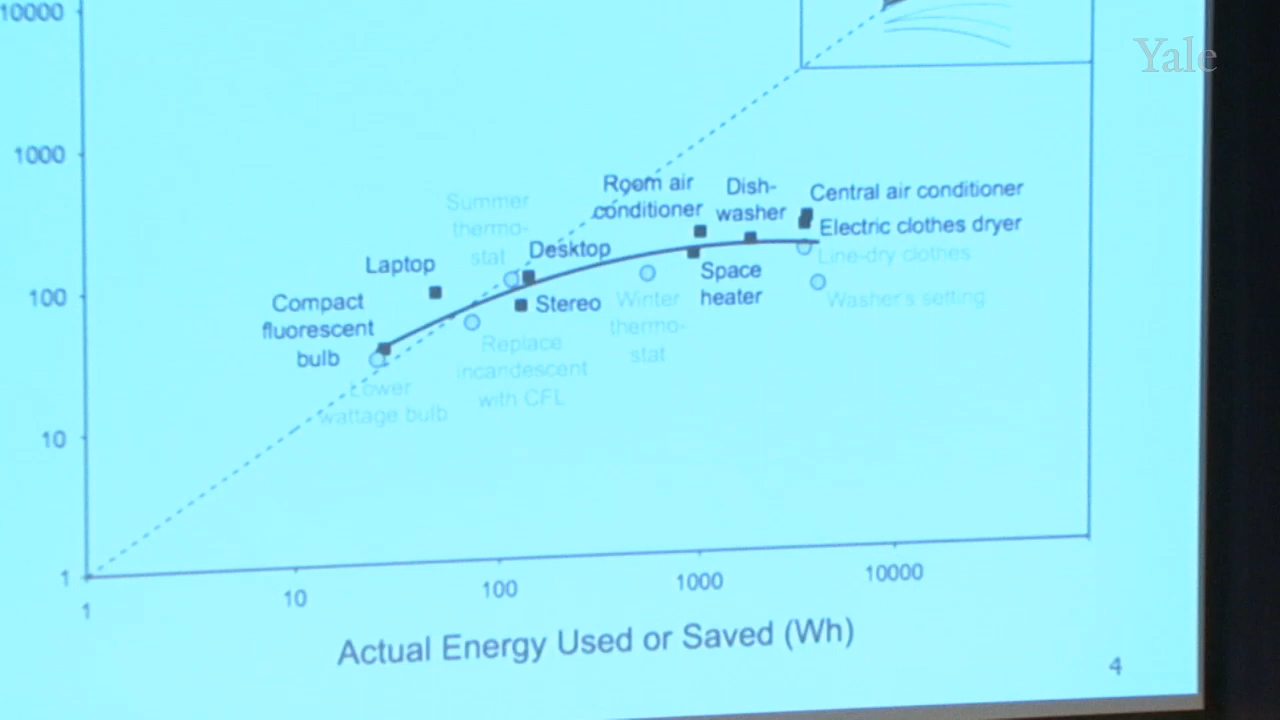 10000
Yale
1000
Room air
conditioner
Dish-
washer
Central air conditioner
Electric clothes dryer
Line-dry clothes
Washer's setting
Summer
thermo-
stat
Desktop
Laptop
100
Compact
fluorescent
bulb
Stereo
Space
heater
Winter
thermo-
stat
Replace
incandescent
with CFL
Lower
wattage bulb
10
1
1
10
100
1000
10000
Actual Energy Used or Saved (Wh)
4